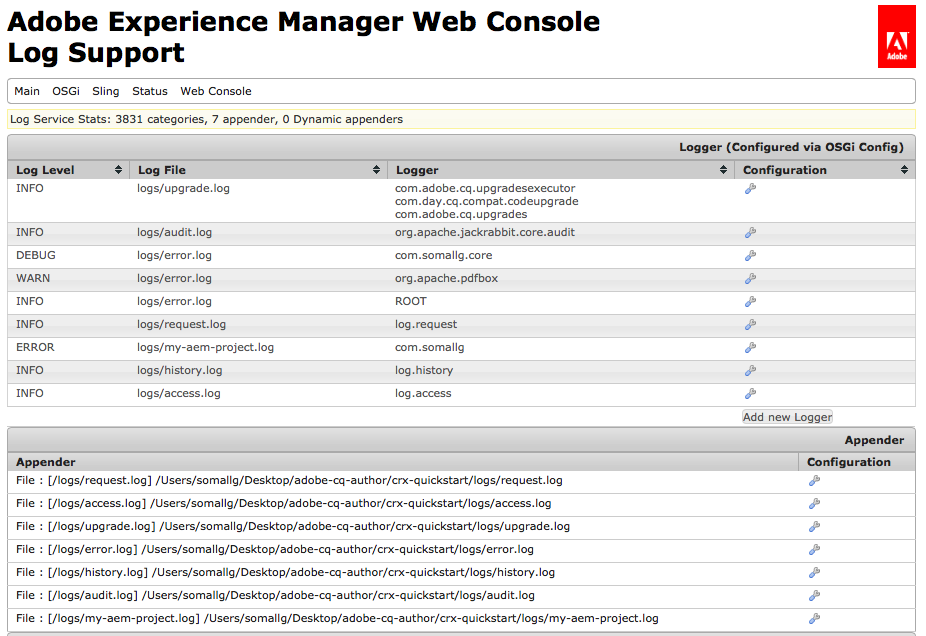 Adobe Experience Manager Web Console
Log Support
Adobe
Main OSGi Sling Status Web Console
Log Service Stats: 3831 categories, 7 appender, 0 Dynamic appenders
Logger (Configured via OSGi Config)
Log Level Log File Logger Configuration
INFO logs/upgrade.log com.adobe.cq.upgradesexecutor
com.day.cq.compat.codeupgrade
com.adobe.cq.upgrades
INFO logs/audit.log org.apache.jackrabbit.core.audit
DEBUG logs/error.log com.somallg.core
WARN logs/error.log org.apache.pdfbox
INFO logs/error.log ROOT
INFO logs/request.log log.request
ERROR logs/my-aem-project.log com.somallg
INFO logs/history.log log.history
INFO logs/access.log log.access
Add new Logger
Appender
Appender Configuration
File : [/logs/request.log] /Users/somallg/Desktop/adobe-cq-author/crx-quickstart/logs/request.log
File : [/logs/access.log] /Users/somallg/Desktop/adobe-cq-author/crx-quickstart/logs/access.log
File : [/logs/upgrade.log] /Users/somallg/Desktop/adobe-cq-author/crx-quickstart/logs/upgrade.log
File : [/logs/error.log] /Users/somallg/Desktop/adobe-cq-author/crx-quickstart/logs/error.log
File : [/logs/history.log] /Users/somallg/Desktop/adobe-cq-author/crx-quickstart/logs/history.log
File : [/logs/audit.log] /Users/somallg/Desktop/adobe-cq-author/crx-quickstart/logs/audit.log
File : [/logs/my-aem-project.log] /Users/somallg/Desktop/adobe-cq-author/crx-quickstart/logs/my-aem-project.log